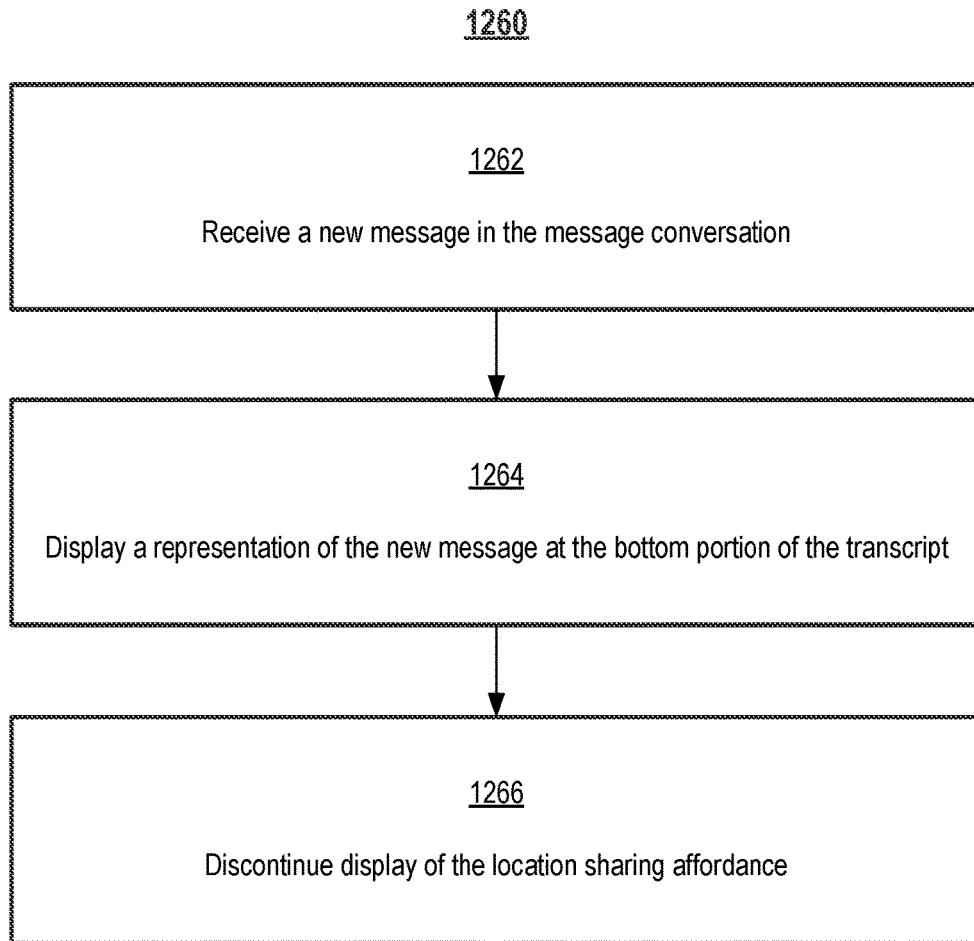 1260
1262
Receive a new message in the message conversation
1264
Display a representation of the new message at the bottom portion of the transcript
1266
Discontinue display of the location sharing affordance